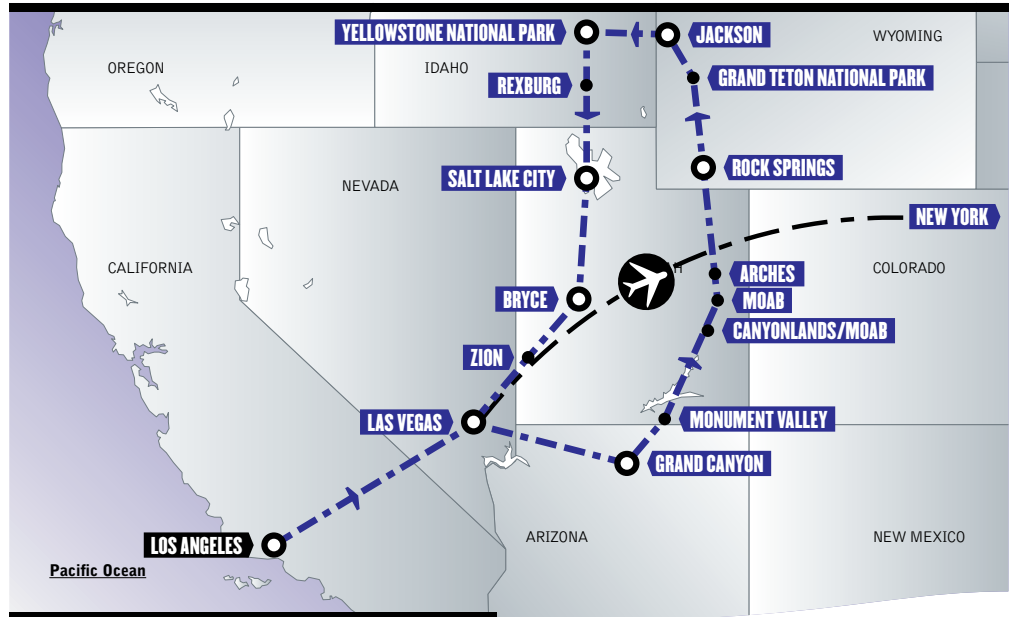 YELLOWSTONE NATIONAL PARK
JACKSON
WYOMING
OREGON
IDAHO
GRAND TETON NATIONAL PARK
REXBURG
ROCK SPRINGS
SALT LAKE CITY
NEVADA
NEW YORK
CALIFORNIA
AH
ARCHES
COLORADO
BRYCE
MOAB
CANYONLANDS/MOAB
ZION
LAS VEGAS
MONUMENT VALLEY
GRAND CANYON
LOS ANGELES
ARIZONA
NEW MEXICO
Pacific Ocean